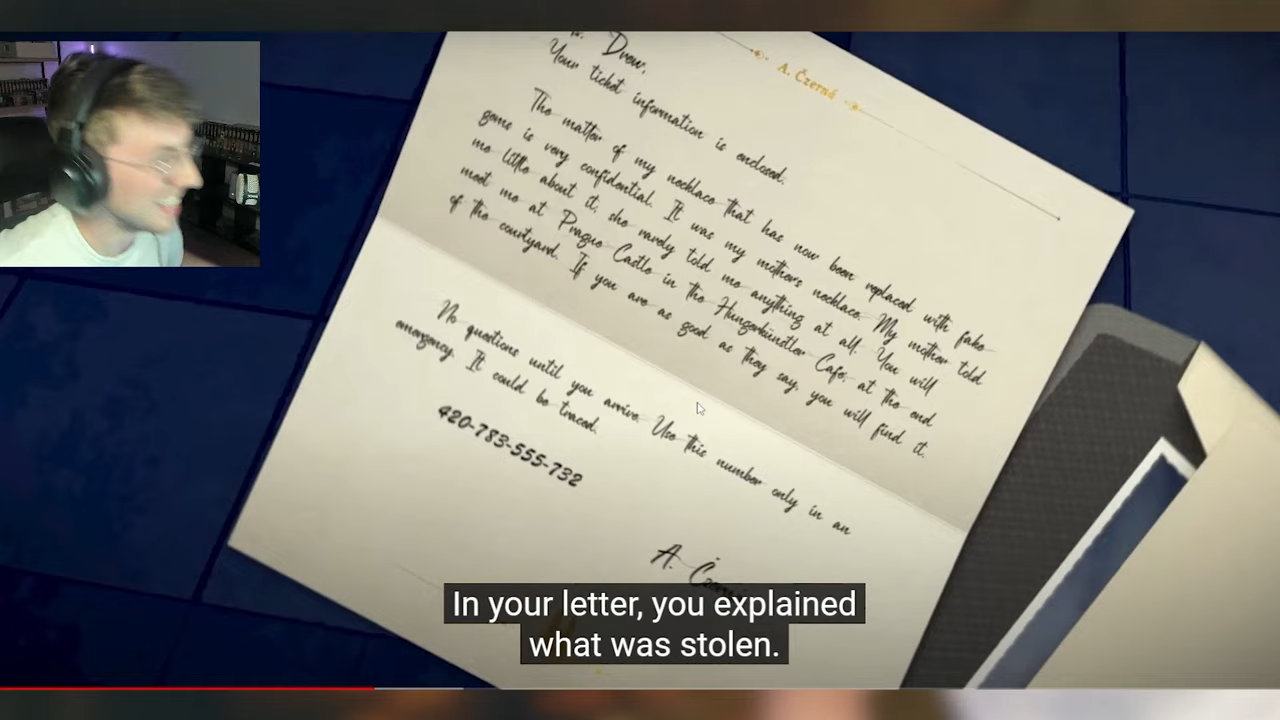 A. Czerná
Drew,
Your ticket information is enclosed.
The matter of my necklace that has now been replaced with fake
gems is very confidential. It was my mothers necklace. My mother told
me little about it, she rarely told me anything at all. You will
meet me at Prague Castle in the Hungerkünstler Cafe, at the end
of the courtyard. If you are as good as they say, you will find it.
No questions until you arrive. Use this number only in an
emergency. It could be traced.
420-783-555-732
A. Czerná
In your letter, you explained
what was stolen.